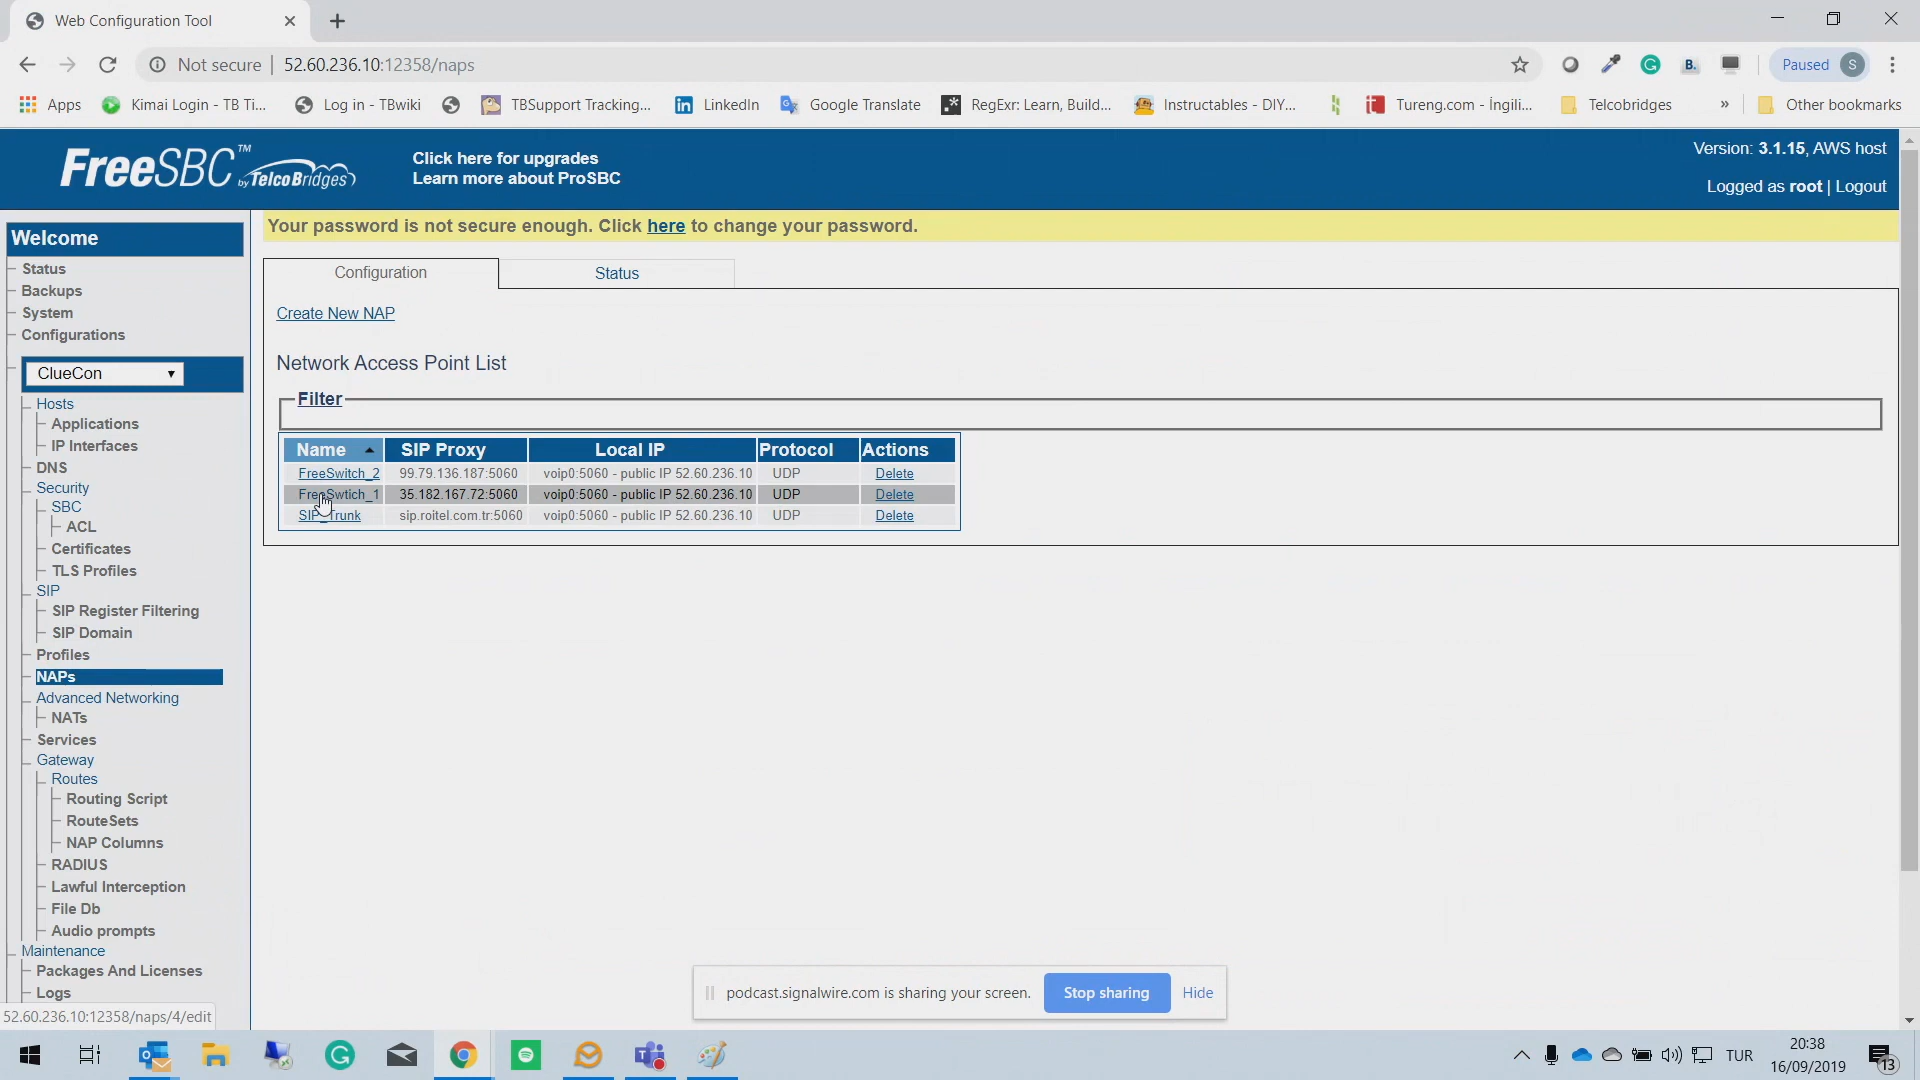 Web Configuration Tool
Not secure | 52.60.236.10:12358/naps
Paused S
Apps Kimai Login - TB Ti... Log in - TBwiki TBSupport Tracking... LinkedIn Google Translate RegExr: Learn, Build... Instructables - DIY... Tureng.com - İngili... Telcobridges » Other bookmarks
FreeSBC™ by TelcoBridges
Click here for upgrades
Learn more about ProSBC
Version: 3.1.15, AWS host
Logged as root | Logout
Welcome
Status
Backups
System
Configurations
ClueCon
Hosts
Applications
IP Interfaces
DNS
Security
SBC
ACL
Certificates
TLS Profiles
SIP
SIP Register Filtering
SIP Domain
Profiles
NAPs
Advanced Networking
NATs
Services
Gateway
Routes
Routing Script
RouteSets
NAP Columns
RADIUS
Lawful Interception
File Db
Audio prompts
Maintenance
Packages And Licenses
Logs
52.60.236.10:12358/naps/4/edit
Your password is not secure enough. Click here to change your password.
Configuration Status
Create New NAP
Network Access Point List
Filter
Name SIP Proxy Local IP Protocol Actions
FreeSwitch_2 99.79.136.187:5060 voip0:5060 - public IP 52.60.236.10 UDP Delete
FreeSwtich_1 35.182.167.72:5060 voip0:5060 - public IP 52.60.236.10 UDP Delete
SIP_Trunk sip.roitel.com.tr:5060 voip0:5060 - public IP 52.60.236.10 UDP Delete
podcast.signalwire.com is sharing your screen. Stop sharing Hide
TUR
20:38
16/09/2019
13